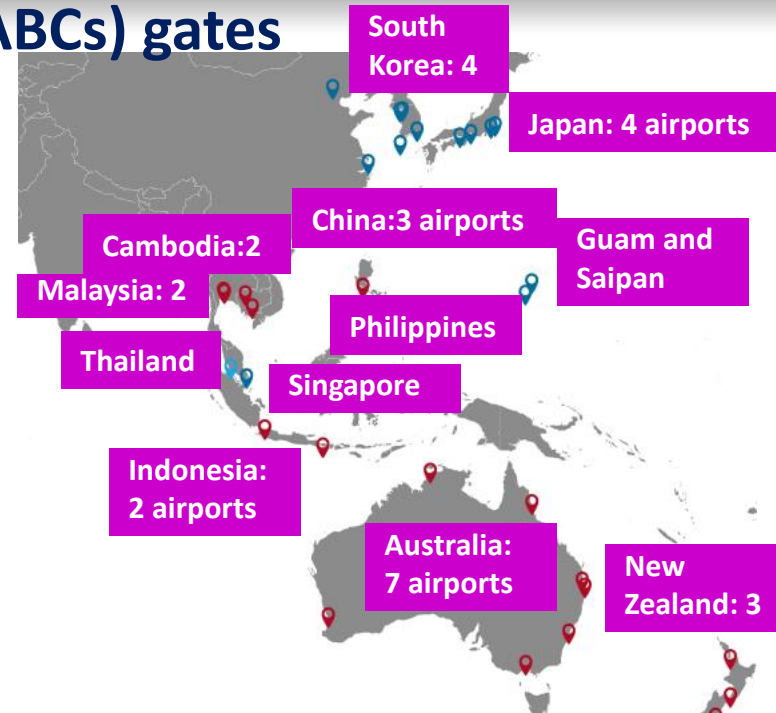 ABCs) gates
South
Korea: 4
Japan: 4 airports
China:3 airports
Guam and
Saipan
Cambodia:2
Malaysia: 2
Philippines
Thailand
Singapore
Indonesia:
2 airports
Australia:
7 airports
New
Zealand: 3